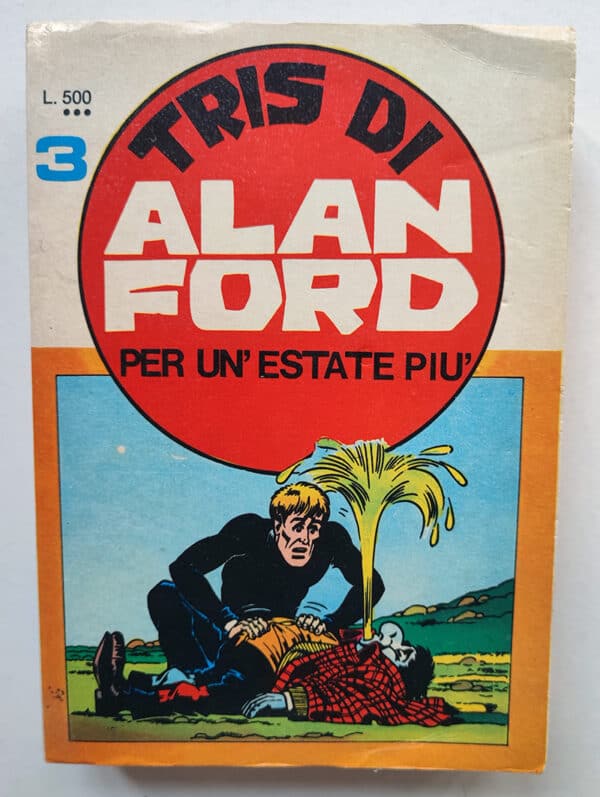 L. 500
3
TRIS DI
ALAN
FORD
PER UN' ESTATE PIU'